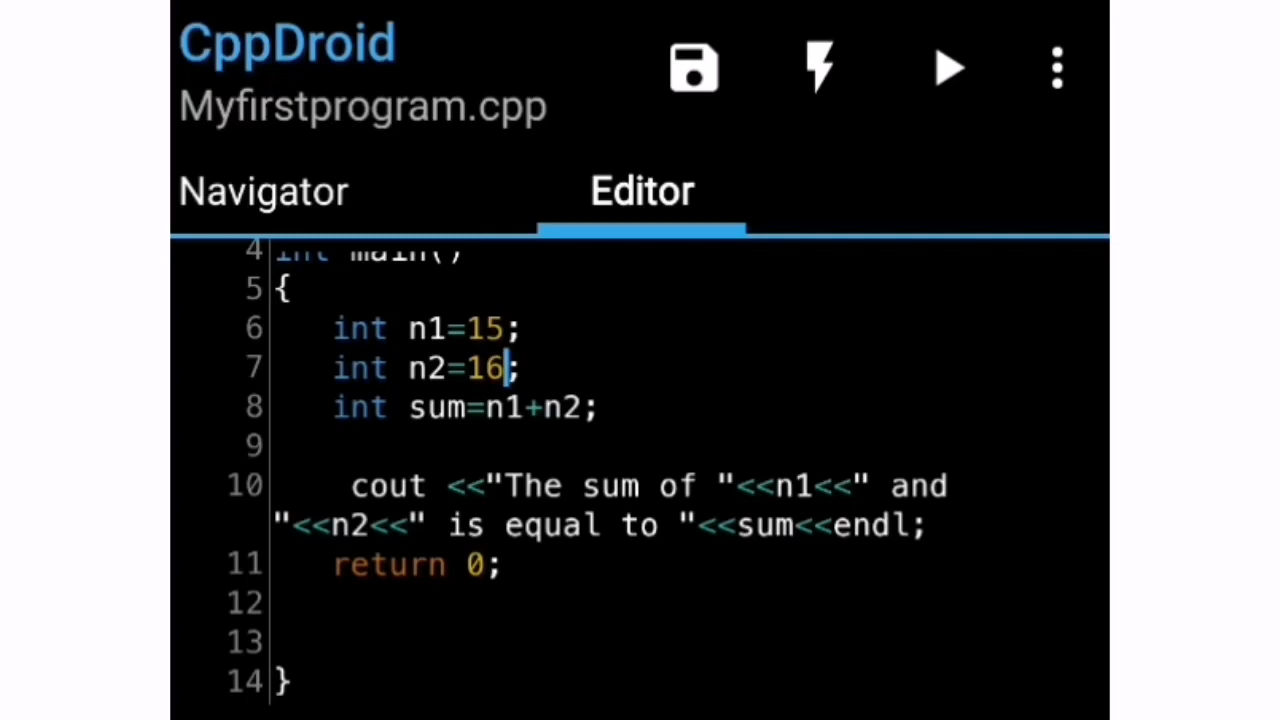 CppDroid
Myfirstprogram.cpp
Navigator
Editor
4 int main()
5 {
6 int n1=15;
7 int n2=16;
8 int sum=n1+n2;
9
10 cout <<"The sum of "<<n1<<" and
"<<n2<<" is equal to "<<sum<<endl;
11 return 0;
12
13
14 }